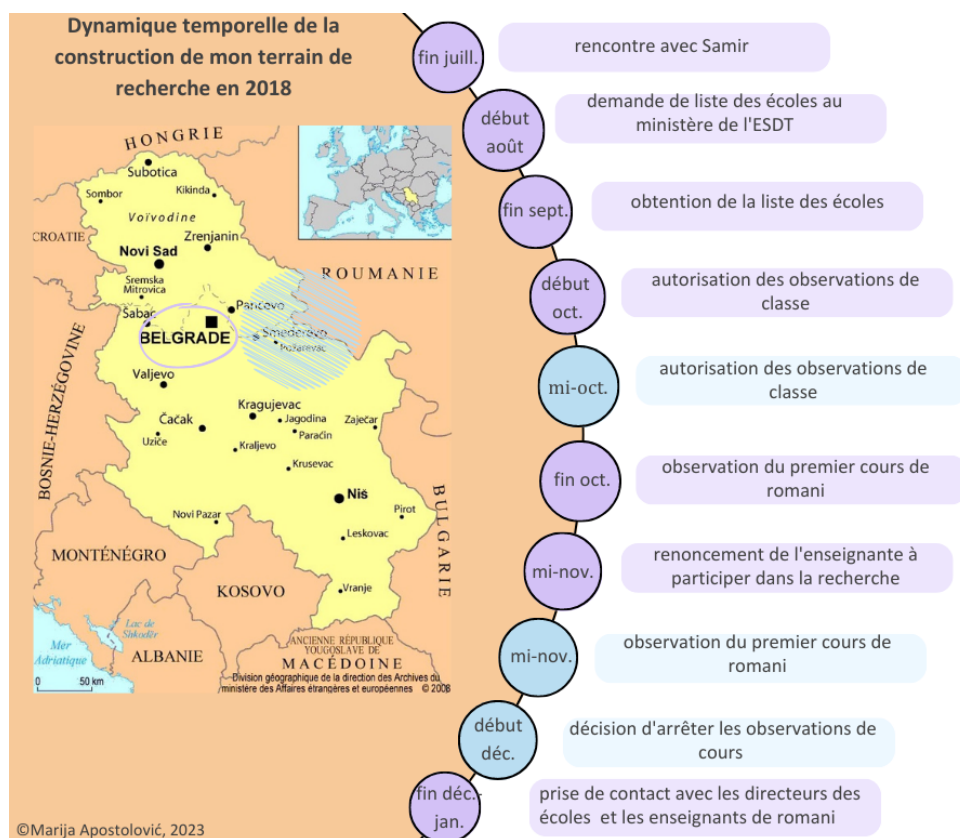 Dynamique temporelle de la
construction de mon terrain de
recherche en 2018
HONGRIE
Subotica
Sombor
Kikinda
Voïvodine
CROATIE
Zrenjanin
Novi Sad
ROUMANIE
Sremska
Mitrovica
Pancevo
Šabac
BELGRADE
Smederevo
Požarevac
BOSNIE-HERZÉGOVINE
Valjevo
Kragujevac
Čačak
Jagodina
Zaječar
Užiče
Paraćin
Kraljevo
Krusevac
Niš
Novi Pazar
Pirot
BULGARIE
Leskovac
MONTÉNÉGRO
KOSOVO
Vranje
Lac de
Shkodër
Mer
Adriatique
ALBANIE
ANCIENNE RÉPUBLIQUE
YOUGOSLAVE DE
MACÉDOINE
0 50 km
Division géographique de la direction des Archives du
ministère des Affaires étrangères et européennes © 2008
fin juill.
rencontre avec Samir
début
août
demande de liste des écoles au
ministère de l'ESDT
fin sept.
obtention de la liste des écoles
début
oct.
autorisation des observations de
classe
mi-oct.
autorisation des observations de
classe
fin oct.
observation du premier cours de
romani
mi-nov.
renoncement de l'enseignante à
participer dans la recherche
mi-nov.
observation du premier cours de
romani
début
déc.
décision d'arrêter les observations de
cours
fin déc.-
jan.
prise de contact avec les directeurs des
écoles et les enseignants de romani
©Marija Apostolović, 2023